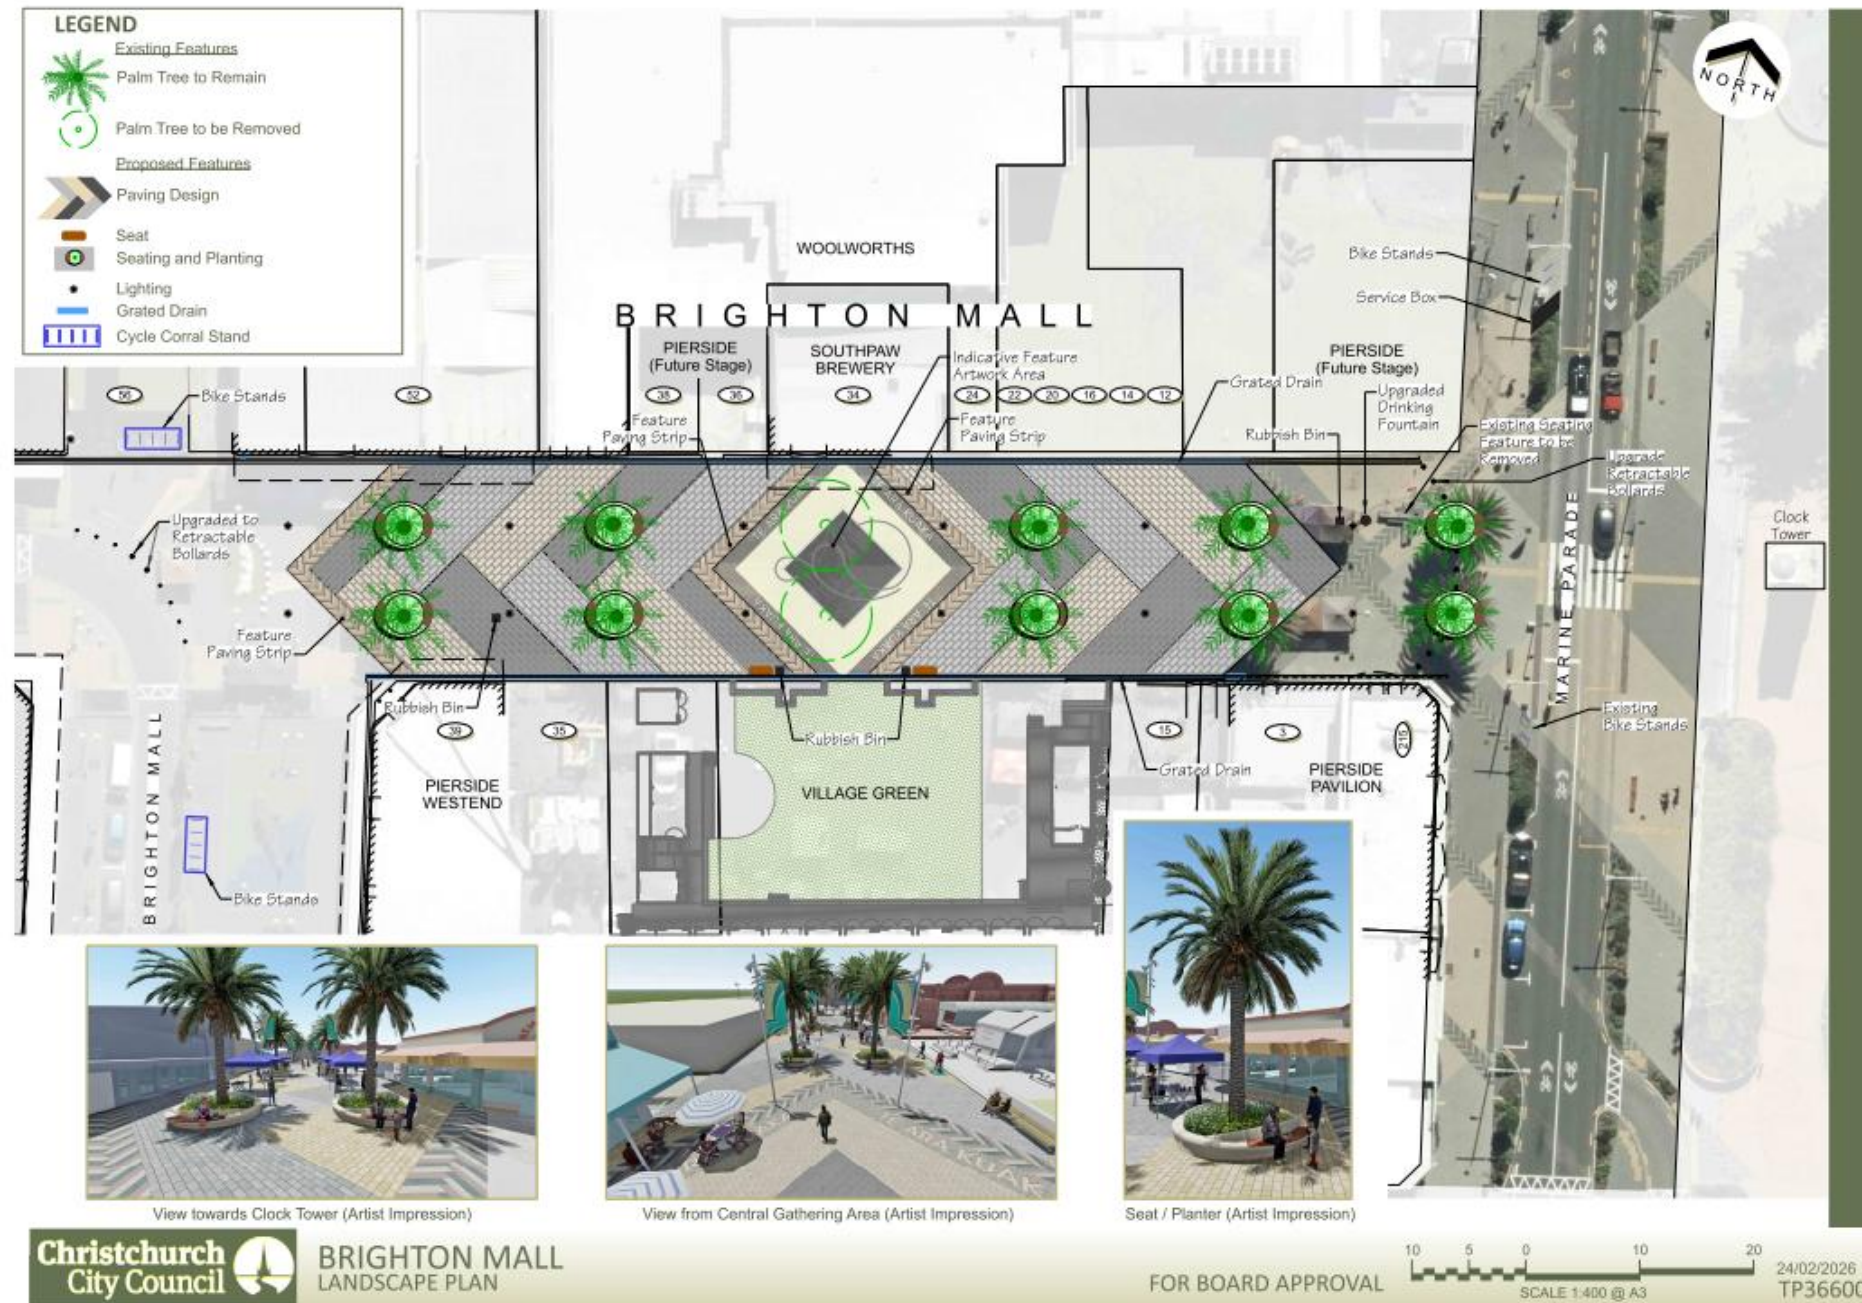 LEGEND
Existing Features
Palm Tree to Remain
Palm Tree to be Removed
Proposed Features
Paving Design
Seat
Seating and Planting
Lighting
Grated Drain
Cycle Corral Stand
NORTH
WOOLWORTHS
BRIGHTON MALL
PIERSIDE
(Future Stage)
SOUTHPAW
BREWERY
Indicative Feature
Artwork Area
PIERSIDE
(Future Stage)
Bike Stands
Service Box
56
Bike Stands
52
38
36
34
24
22
20
16
14
12
Grated Drain
Upgraded
Drinking
Fountain
Feature
Paving Strip
Feature
Paving Strip
Rubbish Bin
Existing Seating
Feature to be
Removed
Upgrade
Retractable
Bollards
Upgraded to
Retractable
Bollards
Clock
Tower
MARINE PARADE
Feature
Paving Strip
Rubbish Bin
39
35
Rubbish Bin
15
3
215
Existing
Bike Stands
Grated Drain
PIERSIDE
WESTEND
VILLAGE GREEN
PIERSIDE
PAVILION
BRIGHTON MALL
Bike Stands
View towards Clock Tower (Artist Impression)
View from Central Gathering Area (Artist Impression)
Seat / Planter (Artist Impression)
Christchurch
City Council
BRIGHTON MALL
LANDSCAPE PLAN
FOR BOARD APPROVAL
10 5 0 10 20
SCALE 1:400 @ A3
24/02/2026
TP36600